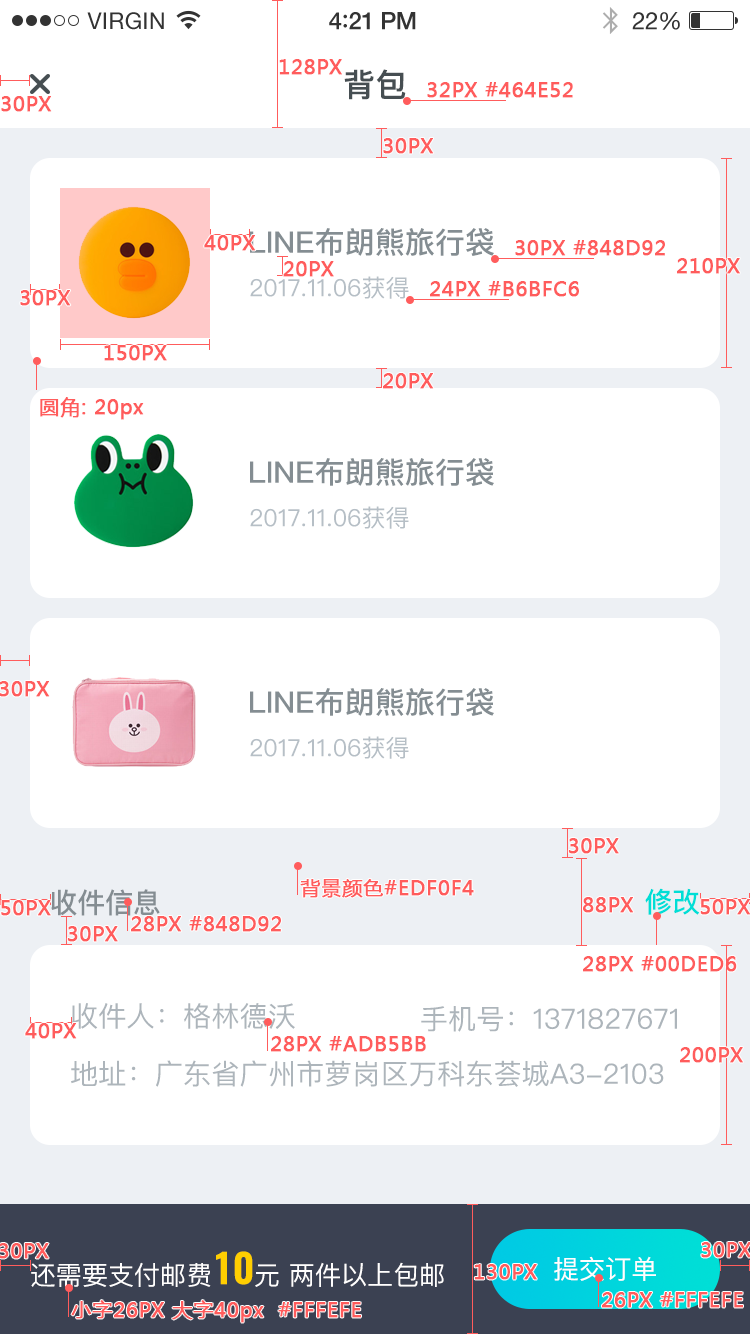 VIRGIN 4:21 PM 22%
128PX
背包
30PX
32PX #464E52
30PX
LINE布朗熊旅行袋
40PX
30PX #848D92
210PX
20PX
2017.11.06获得
24PX #B6BFC6
30PX
150PX
20PX
圆角: 20px
LINE布朗熊旅行袋
2017.11.06获得
30PX
LINE布朗熊旅行袋
2017.11.06获得
30PX
背景颜色#EDF0F4
50PX
收件信息
88PX
修改
50PX
28PX #848D92
30PX
28PX #00DED6
收件人：格林德沃
手机号：1371827671
40PX
28PX #ADB5BB
200PX
地址：广东省广州市萝岗区万科东荟城A3-2103
30PX
还需要支付邮费10元 两件以上包邮
130PX
提交订单
30PX
小字26PX 大字40px #FFFEFE
26PX #FFFEFE